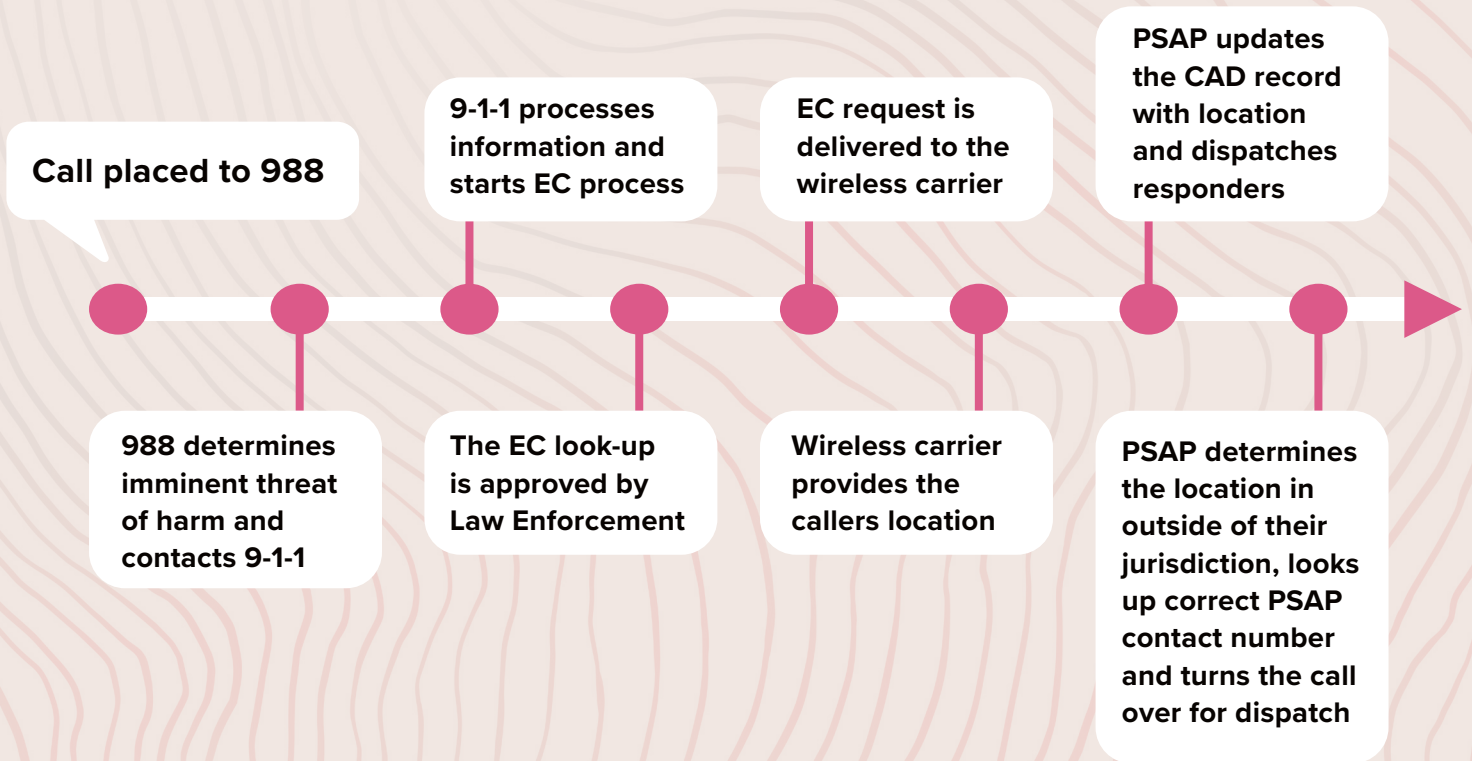 Call placed to 988
988 determines
imminent threat
of harm and
contacts 9-1-1
9-1-1 processes
information and
starts EC process
The EC look-up
is approved by
Law Enforcement
EC request is
delivered to the
wireless carrier
Wireless carrier
provides the
callers location
PSAP updates
the CAD record
with location
and dispatches
responders
PSAP determines
the location in
outside of their
jurisdiction, looks
up correct PSAP
contact number
and turns the call
over for dispatch